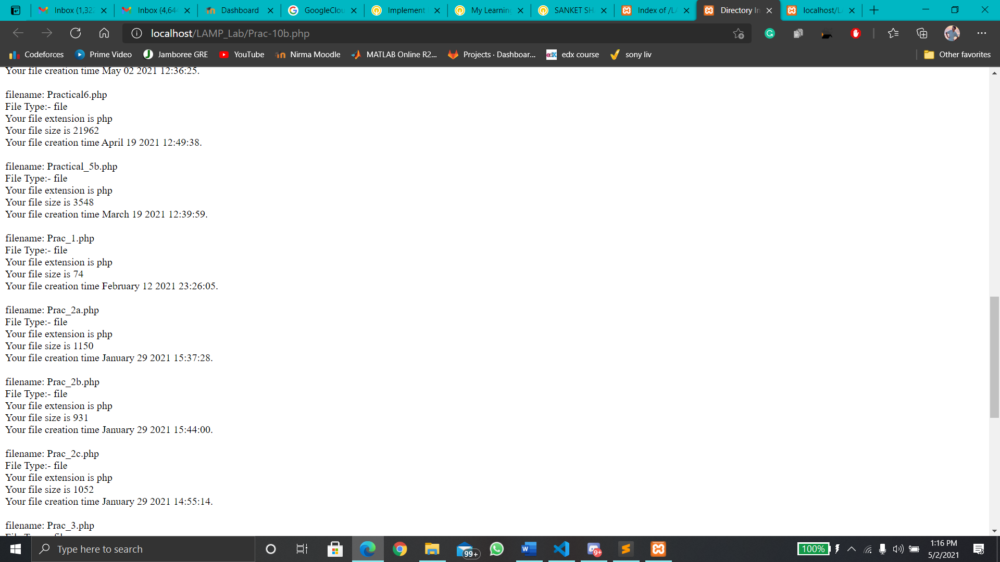 Inbox (1,32
Inbox (4,64
Dashboard
GoogleClou
Implement
My Learning
SANKET SH
Index of /LA
Directory In
localhost/LA
localhost/LAMP_Lab/Prac-10b.php
Codeforces
Prime Video
Jamboree GRE
YouTube
Nirma Moodle
MATLAB Online R2...
Projects · Dashboar...
edx course
sony liv
Other favorites
Your file creation time May 02 2021 12:36:25.
filename: Practical6.php
File Type:- file
Your file extension is php
Your file size is 21962
Your file creation time April 19 2021 12:49:38.
filename: Practical_5b.php
File Type:- file
Your file extension is php
Your file size is 3548
Your file creation time March 19 2021 12:39:59.
filename: Prac_1.php
File Type:- file
Your file extension is php
Your file size is 74
Your file creation time February 12 2021 23:26:05.
filename: Prac_2a.php
File Type:- file
Your file extension is php
Your file size is 1150
Your file creation time January 29 2021 15:37:28.
filename: Prac_2b.php
File Type:- file
Your file extension is php
Your file size is 931
Your file creation time January 29 2021 15:44:00.
filename: Prac_2c.php
File Type:- file
Your file extension is php
Your file size is 1052
Your file creation time January 29 2021 14:55:14.
filename: Prac_3.php
File Type:- file
Type here to search
99+
9+
100%
1:16 PM
5/2/2021